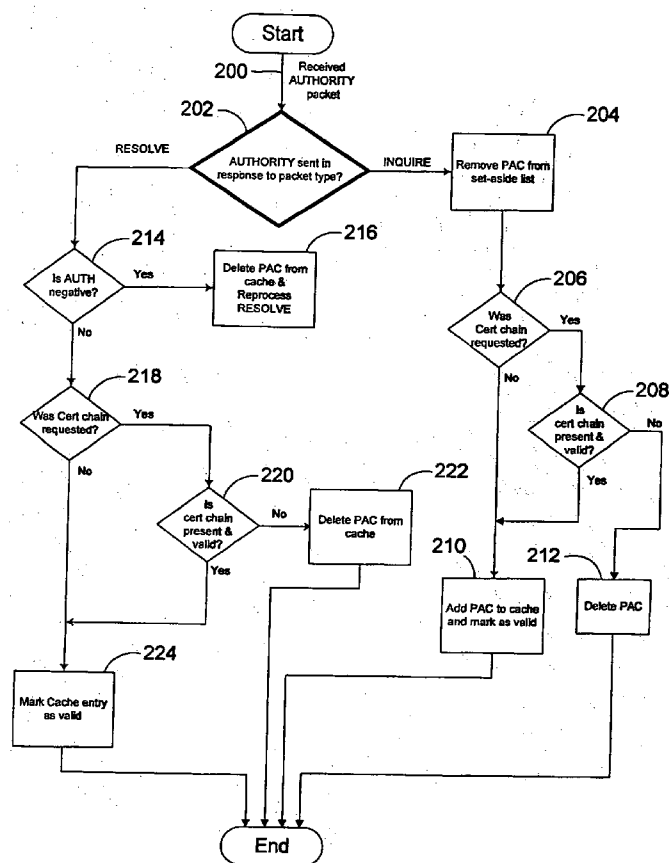 Start
200
Received
AUTHORITY
packet
202
AUTHORITY sent in
response to packet type?
RESOLVE
INQUIRE
204
Remove PAC from
set-aside list
214
Is AUTH
negative?
Yes
No
216
Delete PAC from
cache &
Reprocess
RESOLVE
206
Was
Cert chain
requested?
Yes
No
208
Is
cert chain
present &
valid?
No
Yes
218
Was Cert chain
requested?
Yes
No
220
Is
cert chain
present &
valid?
No
Yes
222
Delete PAC from
cache
210
Add PAC to cache
and mark as valid
212
Delete PAC
224
Mark Cache entry
as valid
End